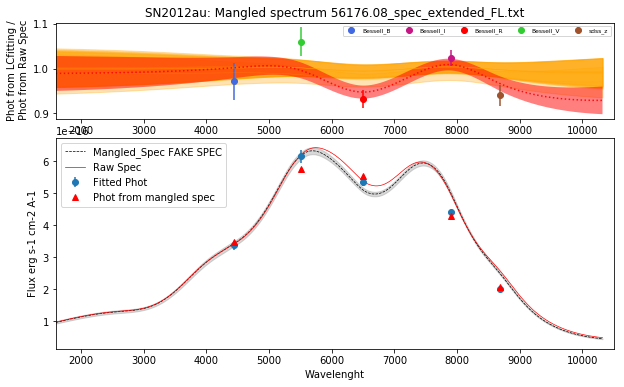 SN2012au: Mangled spectrum 56176.08_spec_extended_FL.txt
Phot from LCfitting /
Phot from Raw Spec
1.1
1.0
0.9
Bessell_B
Bessell_I
Bessell_R
Bessell_V
sdss_z
2000 3000 4000 5000 6000 7000 8000 9000 10000
Flux erg s-1 cm-2 A-1
6
5
4
3
2
1
Mangled_Spec FAKE SPEC
Raw Spec
Fitted Phot
Phot from mangled spec
2000 3000 4000 5000 6000 7000 8000 9000 10000
Wavelenght